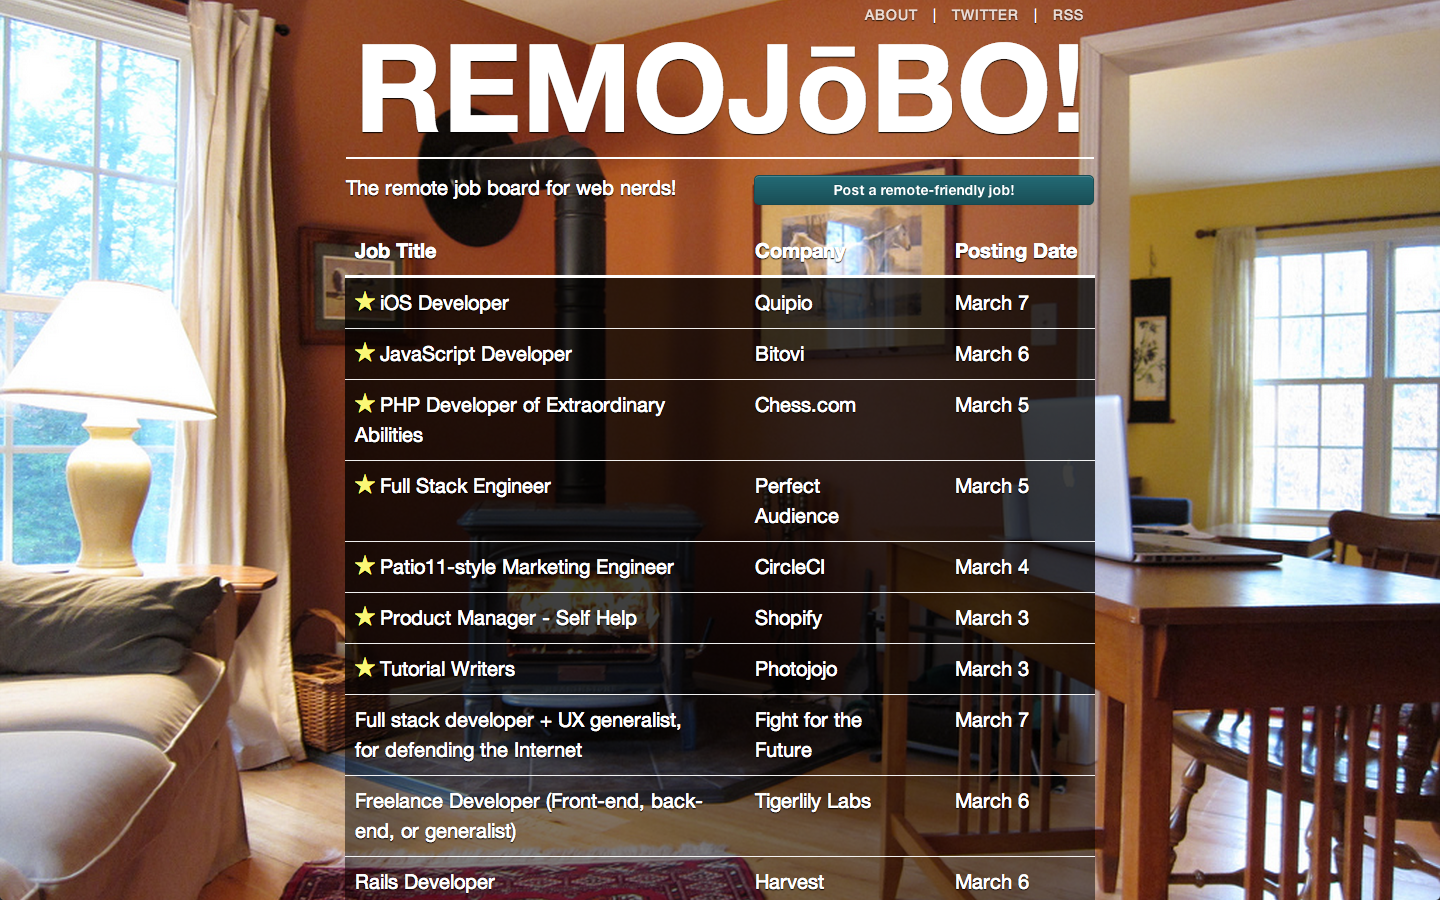 ABOUT | TWITTER | RSS
REMOJōBO!
The remote job board for web nerds!
Post a remote-friendly job!
Job Title Company Posting Date
★ iOS Developer Quipio March 7
★ JavaScript Developer Bitovi March 6
★ PHP Developer of Extraordinary Chess.com March 5
Abilities
★ Full Stack Engineer Perfect March 5
Audience
★ Patio11-style Marketing Engineer CircleCI March 4
★ Product Manager - Self Help Shopify March 3
★ Tutorial Writers Photojojo March 3
Full stack developer + UX generalist, Fight for the March 7
for defending the Internet Future
Freelance Developer (Front-end, back- Tigerlily Labs March 6
end, or generalist)
Rails Developer Harvest March 6